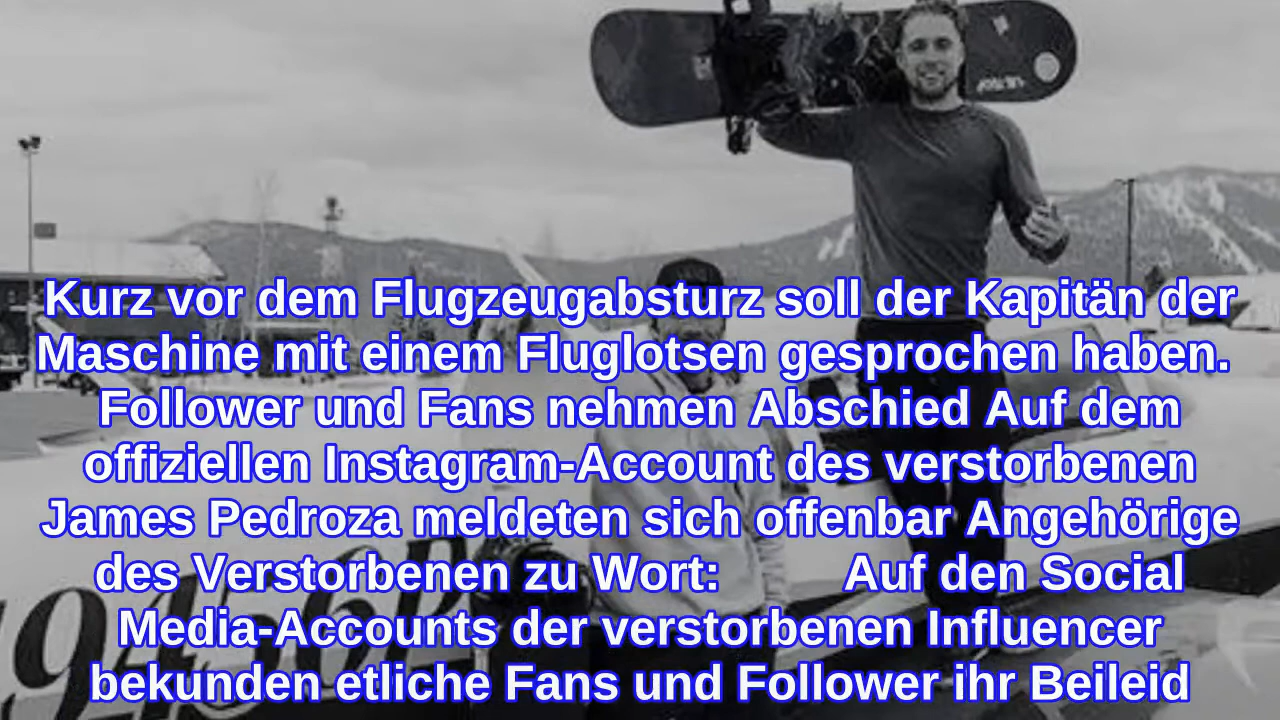 Kurz vor dem Flugzeugabsturz soll der Kapitän der
Maschine mit einem Fluglotsen gesprochen haben.
Follower und Fans nehmen Abschied Auf dem
offiziellen Instagram-Account des verstorbenen
James Pedroza meldeten sich offenbar Angehörige
des Verstorbenen zu Wort: Auf den Social
Media-Accounts der verstorbenen Influencer
bekunden etliche Fans und Follower ihr Beileid